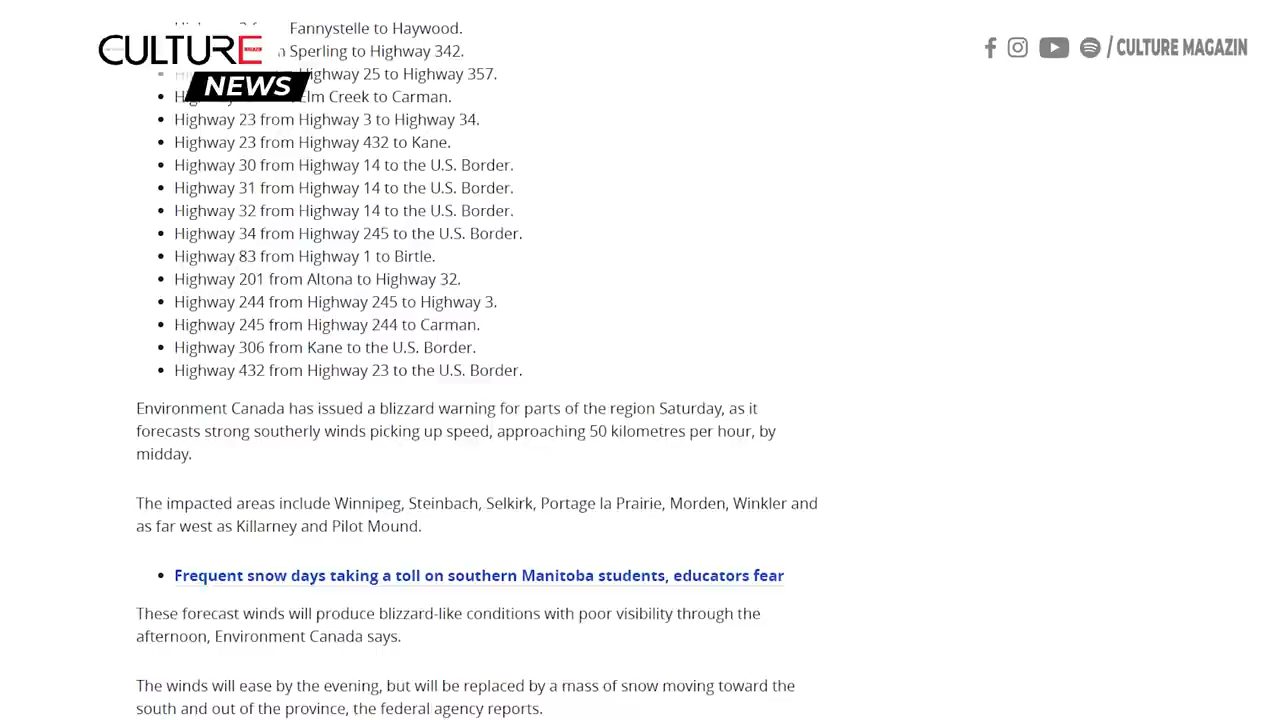 Fannystelle to Haywood.
CULTURE
NEWS
/ CULTURE MAGAZIN
Sperling to Highway 342.
Highway 25 to Highway 357.
Elm Creek to Carman.
Highway 23 from Highway 3 to Highway 34.
Highway 23 from Highway 432 to Kane.
Highway 30 from Highway 14 to the U.S. Border.
Highway 31 from Highway 14 to the U.S. Border.
Highway 32 from Highway 14 to the U.S. Border.
Highway 34 from Highway 245 to the U.S. Border.
Highway 83 from Highway 1 to Birtle.
Highway 201 from Altona to Highway 32.
Highway 244 from Highway 245 to Highway 3.
Highway 245 from Highway 244 to Carman.
Highway 306 from Kane to the U.S. Border.
Highway 432 from Highway 23 to the U.S. Border.
Environment Canada has issued a blizzard warning for parts of the region Saturday, as it
forecasts strong southerly winds picking up speed, approaching 50 kilometres per hour, by
midday.
The impacted areas include Winnipeg, Steinbach, Selkirk, Portage la Prairie, Morden, Winkler and
as far west as Killarney and Pilot Mound.
Frequent snow days taking a toll on southern Manitoba students, educators fear
These forecast winds will produce blizzard-like conditions with poor visibility through the
afternoon, Environment Canada says.
The winds will ease by the evening, but will be replaced by a mass of snow moving toward the
south and out of the province, the federal agency reports.